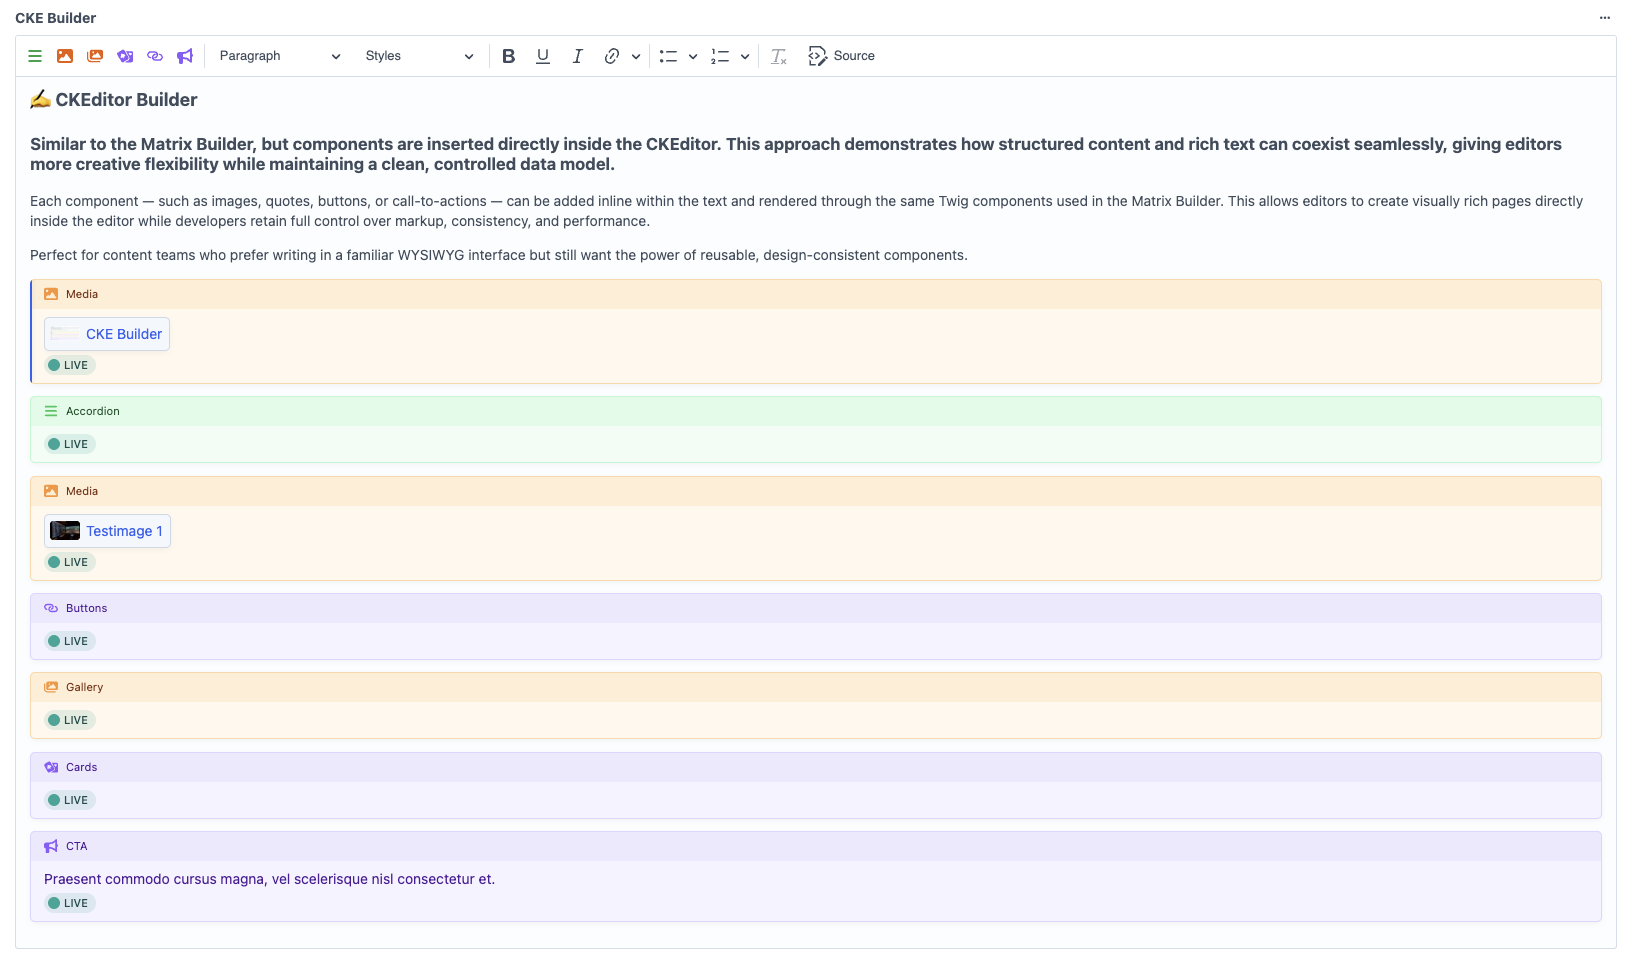 CKE Builder
Paragraph Styles B U I Source
✍️ CKEditor Builder
Similar to the Matrix Builder, but components are inserted directly inside the CKEditor. This approach demonstrates how structured content and rich text can coexist seamlessly, giving editors
more creative flexibility while maintaining a clean, controlled data model.
Each component — such as images, quotes, buttons, or call-to-actions — can be added inline within the text and rendered through the same Twig components used in the Matrix Builder. This allows editors to create visually rich pages directly
inside the editor while developers retain full control over markup, consistency, and performance.
Perfect for content teams who prefer writing in a familiar WYSIWYG interface but still want the power of reusable, design-consistent components.
Media
CKE Builder
LIVE
Accordion
LIVE
Media
Testimage 1
LIVE
Buttons
LIVE
Gallery
LIVE
Cards
LIVE
CTA
Praesent commodo cursus magna, vel scelerisque nisl consectetur et.
LIVE